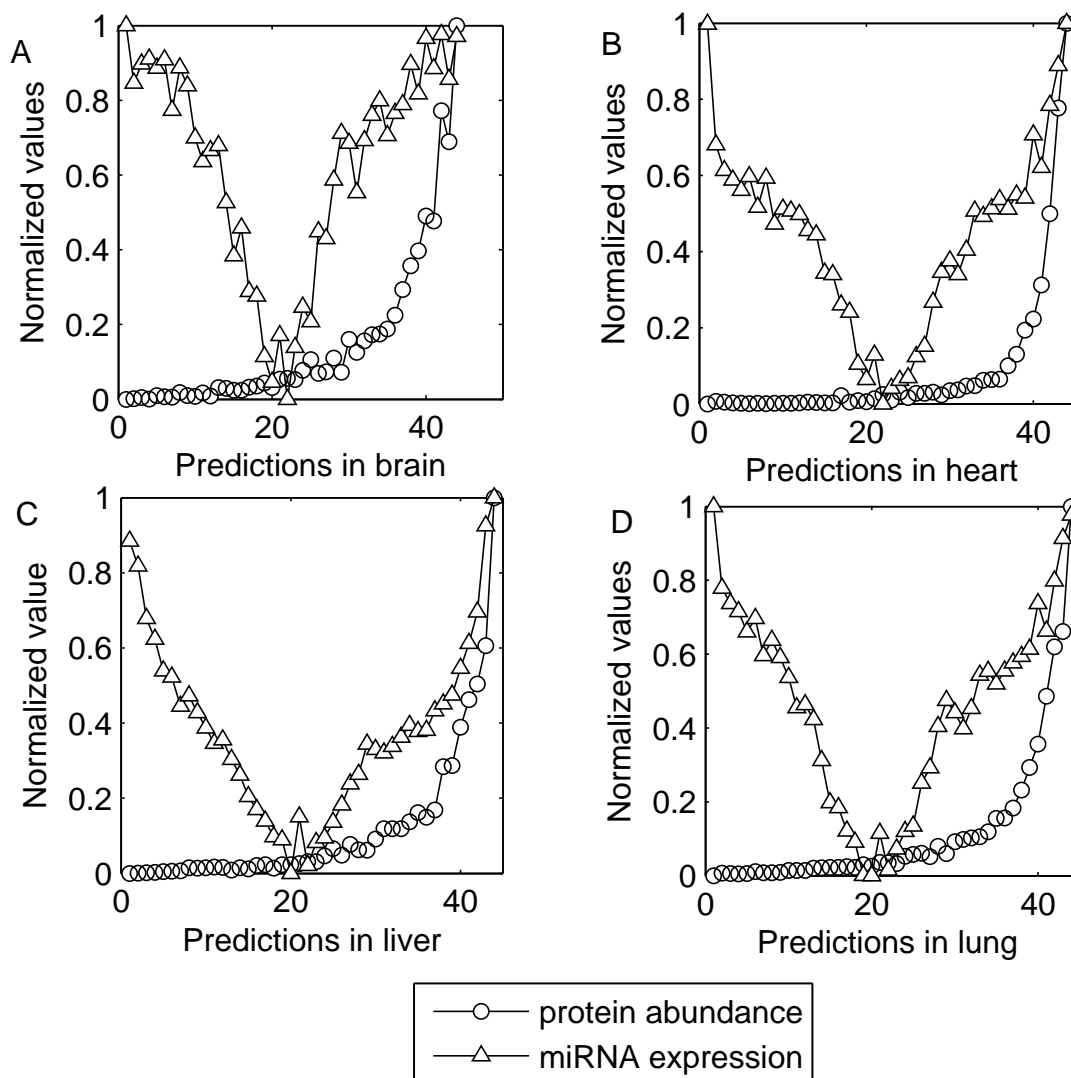 A
Normalized values
1
0.8
0.6
0.4
0.2
0
0 20 40
Predictions in brain
B
Normalized values
1
0.8
0.6
0.4
0.2
0
0 20 40
Predictions in heart
C
Normalized value
1
0.8
0.6
0.4
0.2
0
0 20 40
Predictions in liver
D
Normalized values
1
0.8
0.6
0.4
0.2
0
0 20 40
Predictions in lung
protein abundance
miRNA expression